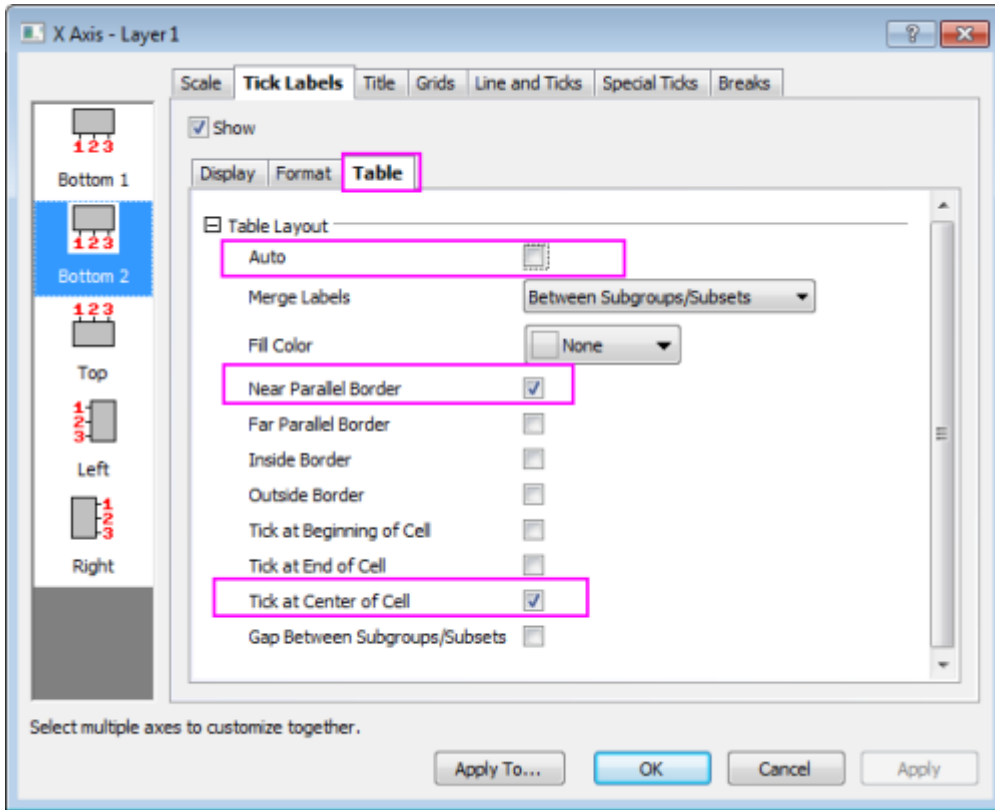 X Axis - Layer 1
Scale Tick Labels Title Grids Line and Ticks Special Ticks Breaks
Show
Display Format Table
123
Bottom 1
123
Bottom 2
123
Top
1
2
3
Left
1
2
3
Right
Table Layout
Auto
Merge Labels Between Subgroups/Subsets
Fill Color None
Near Parallel Border
Far Parallel Border
Inside Border
Outside Border
Tick at Beginning of Cell
Tick at End of Cell
Tick at Center of Cell
Gap Between Subgroups/Subsets
Select multiple axes to customize together.
Apply To... OK Cancel Apply